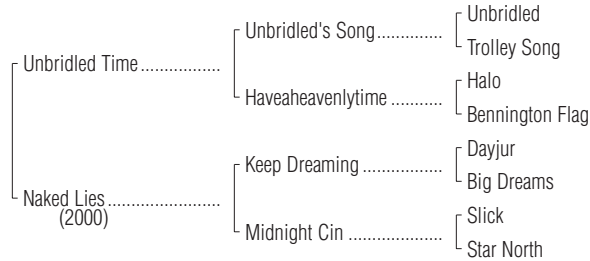 Unbridled
Unbridled's Song..............
Trolley Song
Unbridled Time................
Halo
Haveaheavenlytime...........
Bennington Flag
Dayjur
Keep Dreaming................
Big Dreams
Naked Lies......................
(2000)
Slick
Midnight Cin...................
Star North